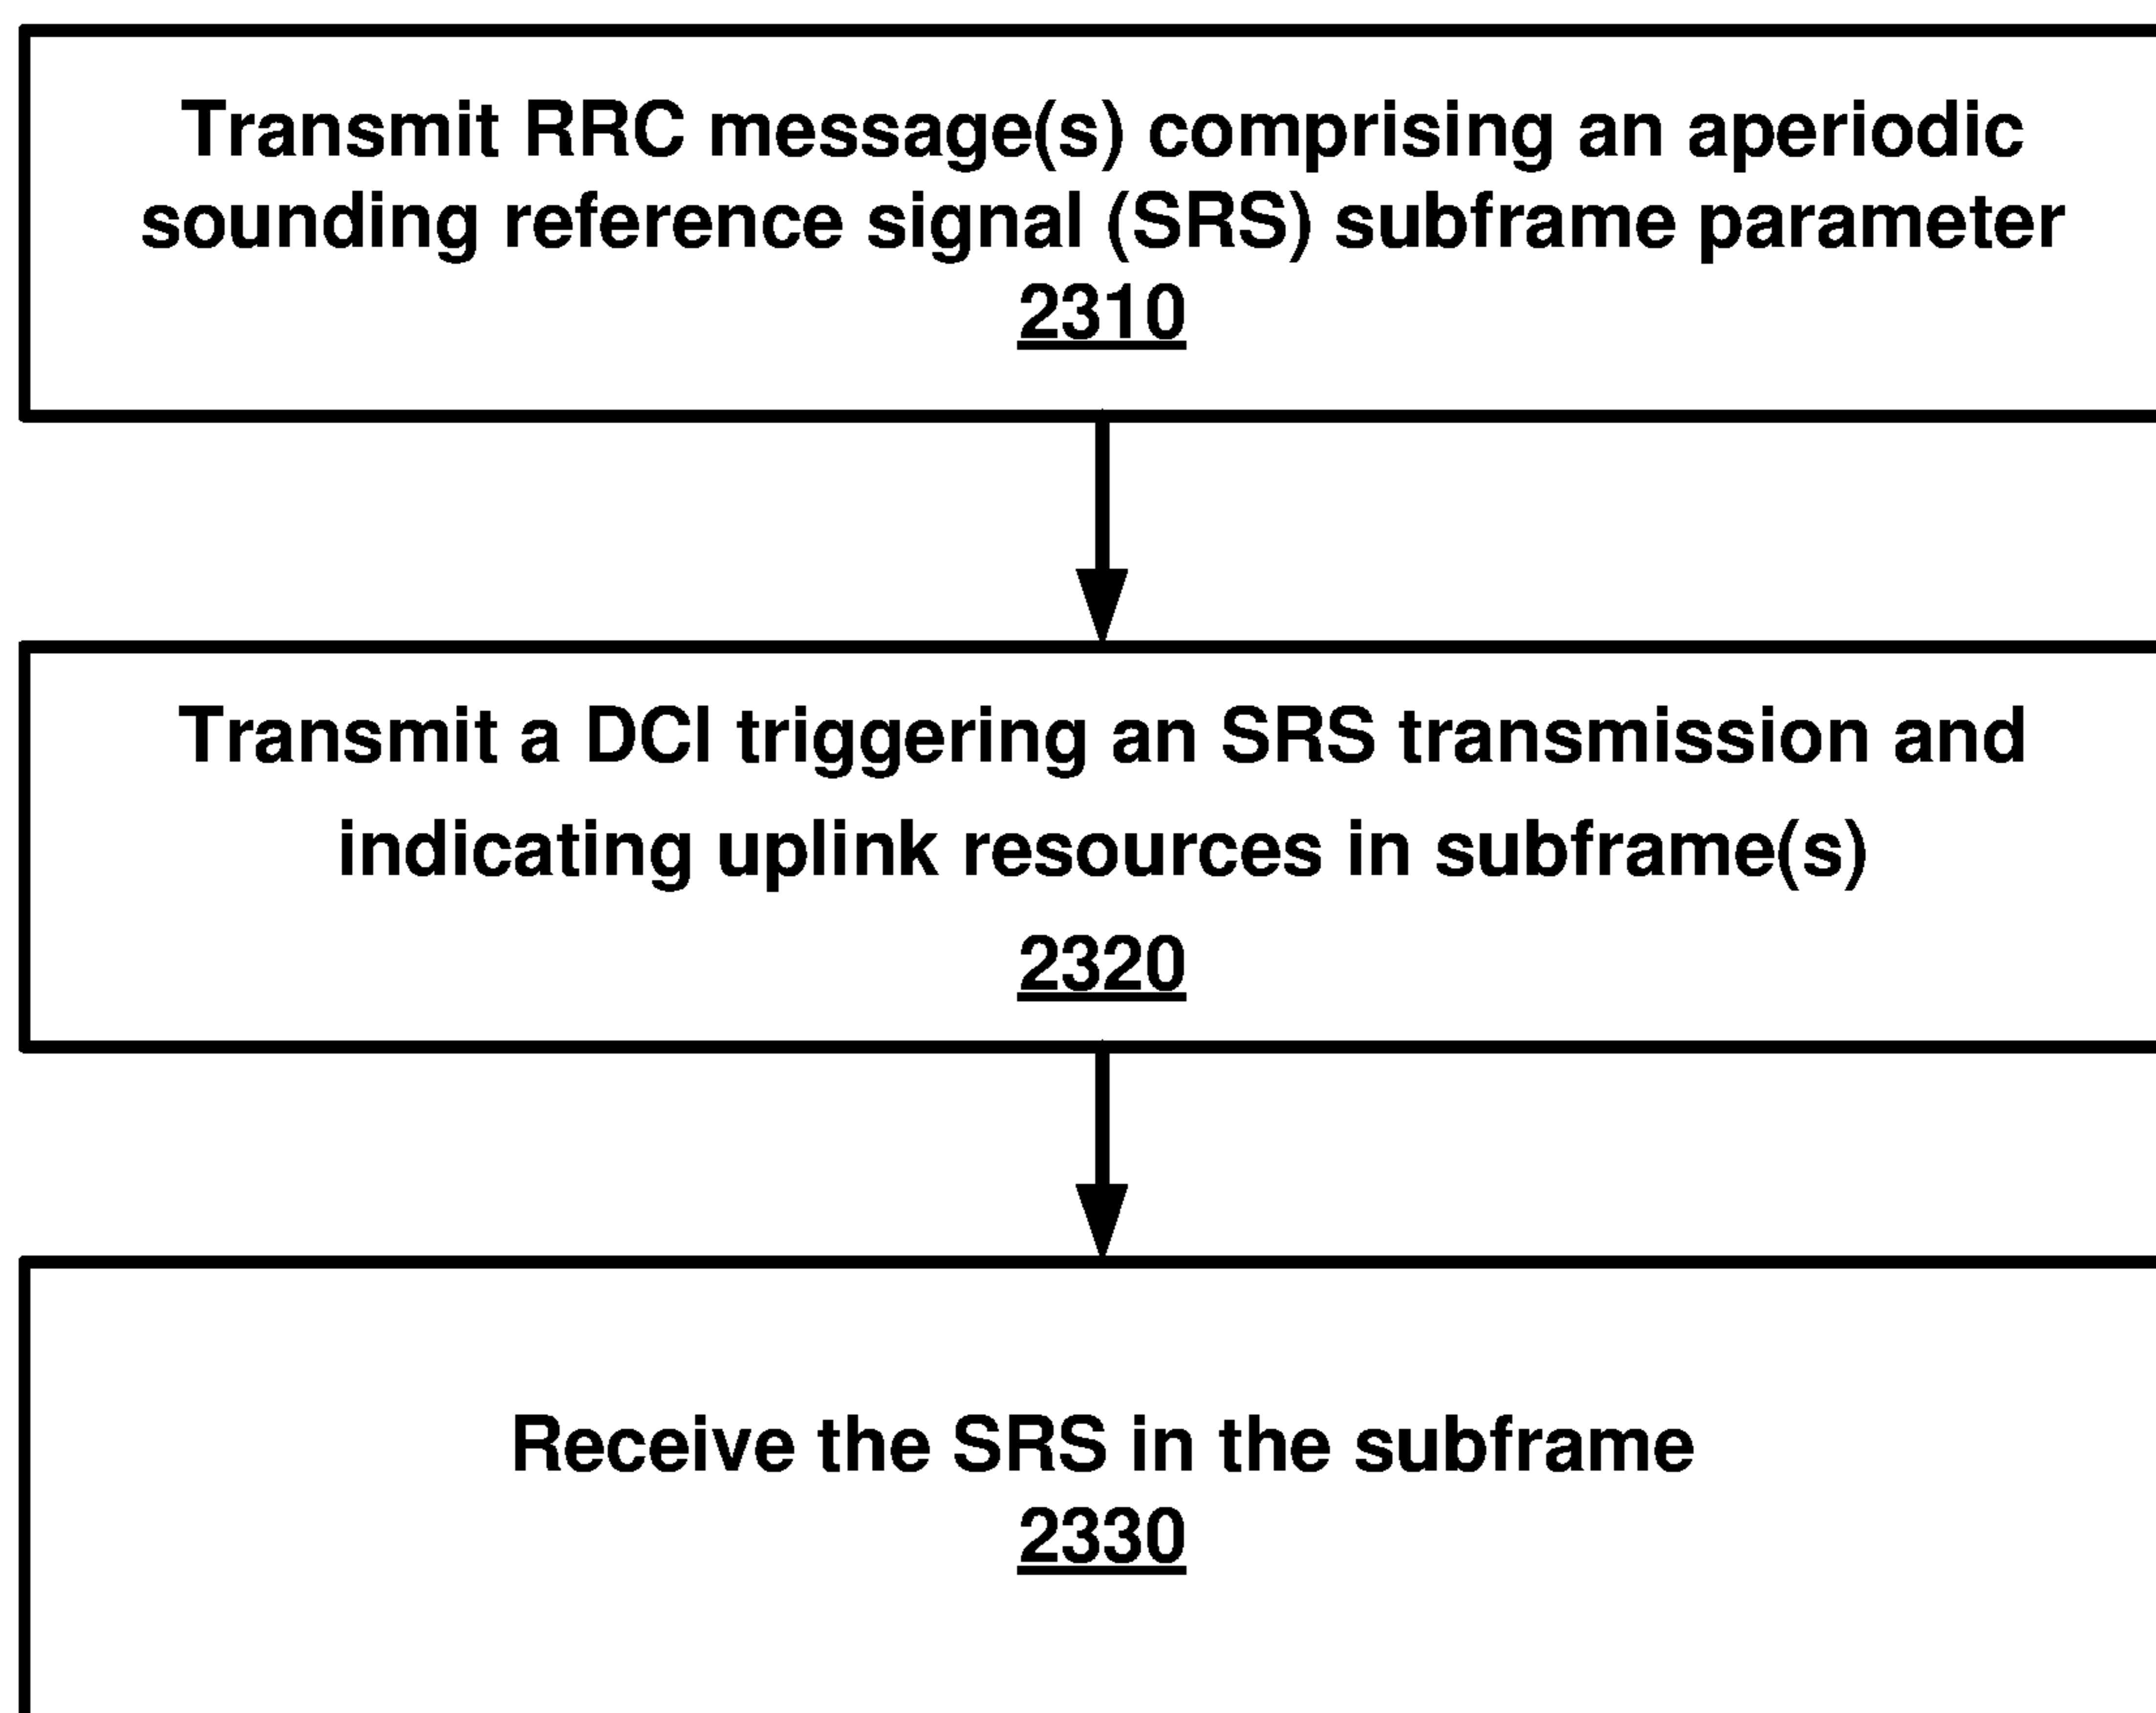 Transmit RRC message(s) comprising an aperiodic
sounding reference signal (SRS) subframe parameter
2310
Transmit a DCI triggering an SRS transmission and
indicating uplink resources in subframe(s)
2320
Receive the SRS in the subframe
2330